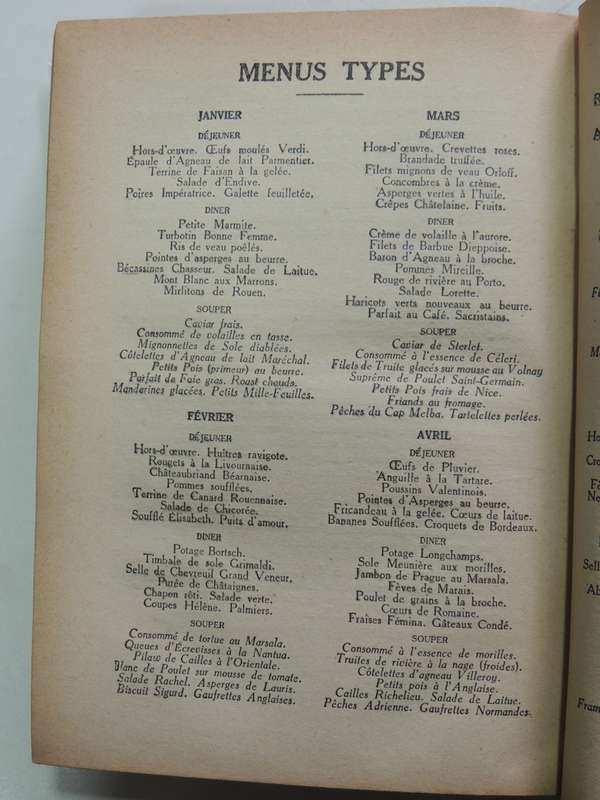 MENUS TYPES
JANVIER
DÉJEUNER
Hors-d'œuvre. Œufs moulés Verdi.
Épaule d'Agneau de lait Parmentier.
Terrine de Faisan à la gelée.
Salade d'Endive.
Poires Impératrice. Galette feuilletée.
DINER
Petite Marmite.
Turbotin Bonne Femme.
Ris de veau poêlés.
Pointes d'asperges au beurre.
Bécassines Chasseur. Salade de Laitue.
Mont Blanc aux Marrons.
Mirlitons de Rouen.
SOUPER
Caviar frais.
Consommé de volailles en tasse.
Mignonnettes de Sole diablées.
Côtelettes d'Agneau de lait Maréchal.
Petits Pois (primeur) au beurre.
Parfait de Foie gras. Roast chauds.
Mandarines glacées. Petits Mille-Feuilles.
FÉVRIER
DÉJEUNER
Hors-d'œuvre. Huîtres ravigote.
Rougets à la Livournaise.
Châteaubriand Béarnaise.
Pommes soufflées.
Terrine de Canard Rouennaise.
Salade de Chicorée.
Soufflé Élisabeth. Puits d'amour.
DINER
Potage Bortsch.
Timbale de sole Grimaldi.
Selle de Chevreuil Grand Veneur.
Purée de Châtaignes.
Chapon rôti. Salade verte.
Coupes Hélène. Palmiers.
SOUPER
Consommé de tortue au Marsala.
Queues d'Écrevisses à la Nantua.
Pilaw de Cailles à l'Orientale.
Blanc de Poulet sur mousse de tomate.
Salade Rachel. Asperges de Lauris.
Biscuit Sigurd. Gaufrettes Anglaises.
MARS
DÉJEUNER
Hors-d'œuvre. Crevettes roses.
Brandade truffée.
Filets mignons de veau Orloff.
Concombres à la crème.
Asperges vertes à l'huile.
Crêpes Châtelaine. Fruits.
DINER
Crème de volaille à l'aurore.
Filets de Barbue Dieppoise.
Baron d'Agneau à la broche.
Pommes Mireille.
Rouge de rivière au Porto.
Salade Lorette.
Haricots verts nouveaux au beurre.
Parfait au Café. Sacristains.
SOUPER
Caviar de Sterlet.
Consommé à l'essence de Céleri.
Filets de Truite glacés sur mousse au Volnay
Suprême de Poulet Saint-Germain.
Petits Pois frais de Nice.
Friands au fromage.
Pêches du Cap Melba. Tartelettes perlées.
AVRIL
DÉJEUNER
Œufs de Pluvier.
Anguille à la Tartare.
Poussins Valentinois.
Pointes d'Asperges au beurre.
Fricandeau à la gelée. Cœurs de laitue.
Bananes Soufflées. Croquets de Bordeaux.
DINER
Potage Longchamps.
Sole Meunière aux morilles.
Jambon de Prague au Marsala.
Fèves de Marais.
Poulet de grains à la broche.
Cœurs de Romaine.
Fraises Fémina. Gâteaux Condé.
SOUPER
Consommé à l'essence de morilles.
Truites de rivière à la nage (froides).
Côtelettes d'agneau Villeroy.
Petits pois à l'Anglaise.
Cailles Richelieu. Salade de Laitue.
Pêches Adrienne. Gaufrettes Normandes.